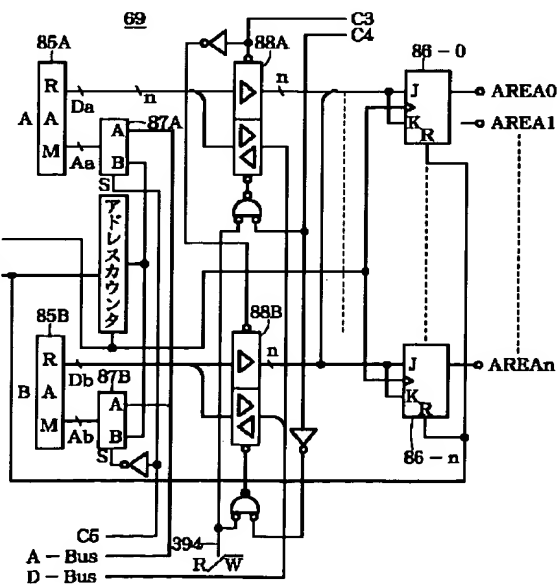 69
C3
C4
85A
88A
86-0
R
A
M
A
Da
n
n
J
K
R
AREA0
AREA1
87A
A
B
S
Aa
アドレスカウンタ
85B
88B
R
A
M
B
Db
n
87B
A
B
S
Ab
J
K
R
AREAn
86-n
C5
394
A-Bus
R/W
D-Bus